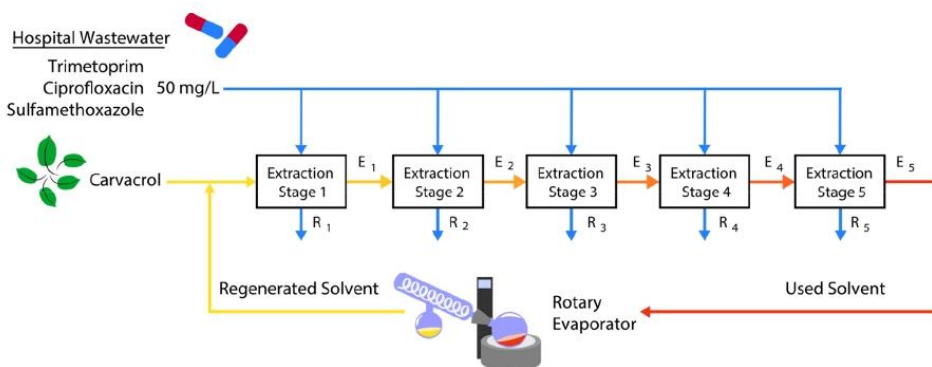 Hospital Wastewater
Trimetoprim
Ciprofloxacin 50 mg/L
Sulfamethoxazole
Carvacrol
Extraction
Stage 1
E 1
Extraction
Stage 2
E 2
Extraction
Stage 3
E 3
Extraction
Stage 4
E 4
Extraction
Stage 5
E 5
R 1
R 2
R 3
R 4
R 5
Regenerated Solvent
Rotary
Evaporator
Used Solvent